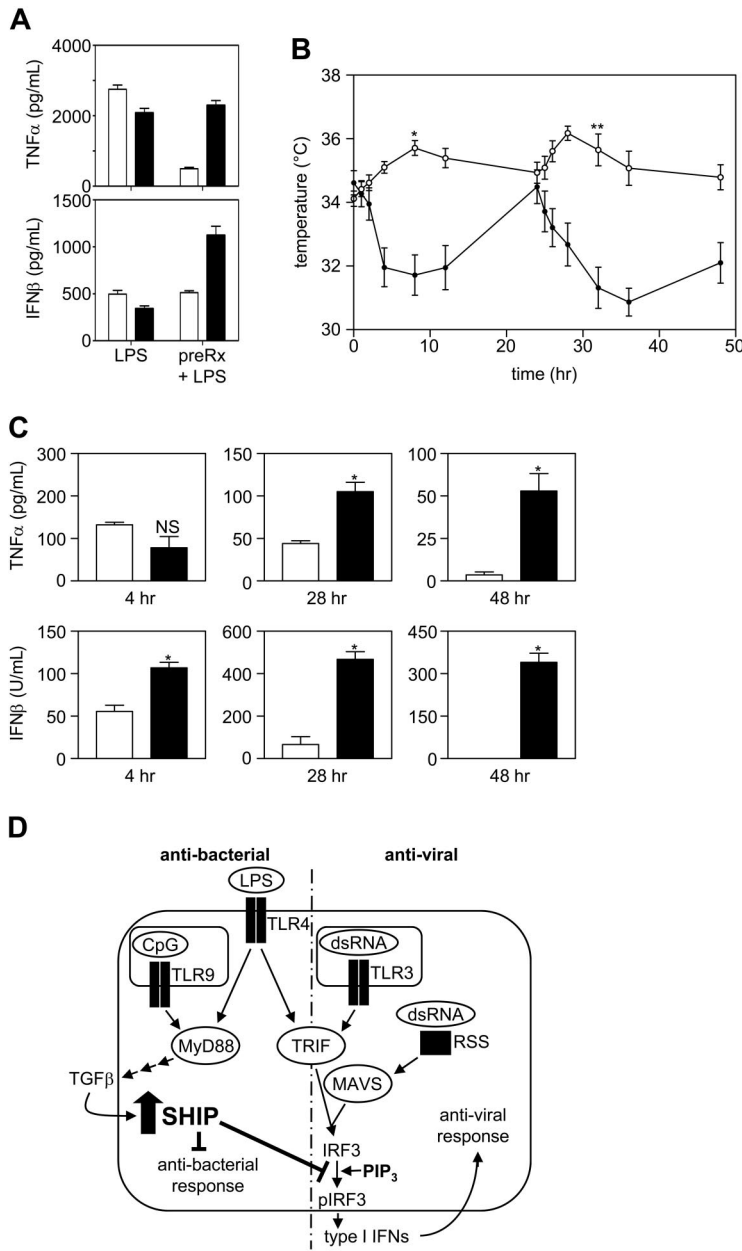 A
4000
2000
0
TNFα (pg/mL)
1500
1000
500
0
IFNβ (pg/mL)
LPS
preRx
+ LPS
B
38
36
34
32
30
temperature (°C)
*
**
0 10 20 30 40 50
time (hr)
C
TNFα (pg/mL)
300
200
100
0
NS
4 hr
150
100
50
0
*
28 hr
100
50
25
0
*
48 hr
IFNβ (U/mL)
150
100
50
0
*
4 hr
600
400
200
0
*
28 hr
450
300
150
0
*
48 hr
D
anti-bacterial
anti-viral
LPS
TLR4
CpG
TLR9
dsRNA
TLR3
dsRNA
RSS
MyD88
TRIF
MAVS
TGFβ
SHIP
anti-bacterial
response
IRF3
PIP₃
pIRF3
type I IFNs
anti-viral
response